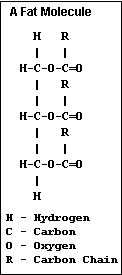 A Fat Molecule
H R
| |
H-C-O-C=O
| R
| |
H-C-O-C=O
| R
| |
H-C-O-C=O
|
H
H - Hydrogen
C - Carbon
O - Oxygen
R - Carbon Chain